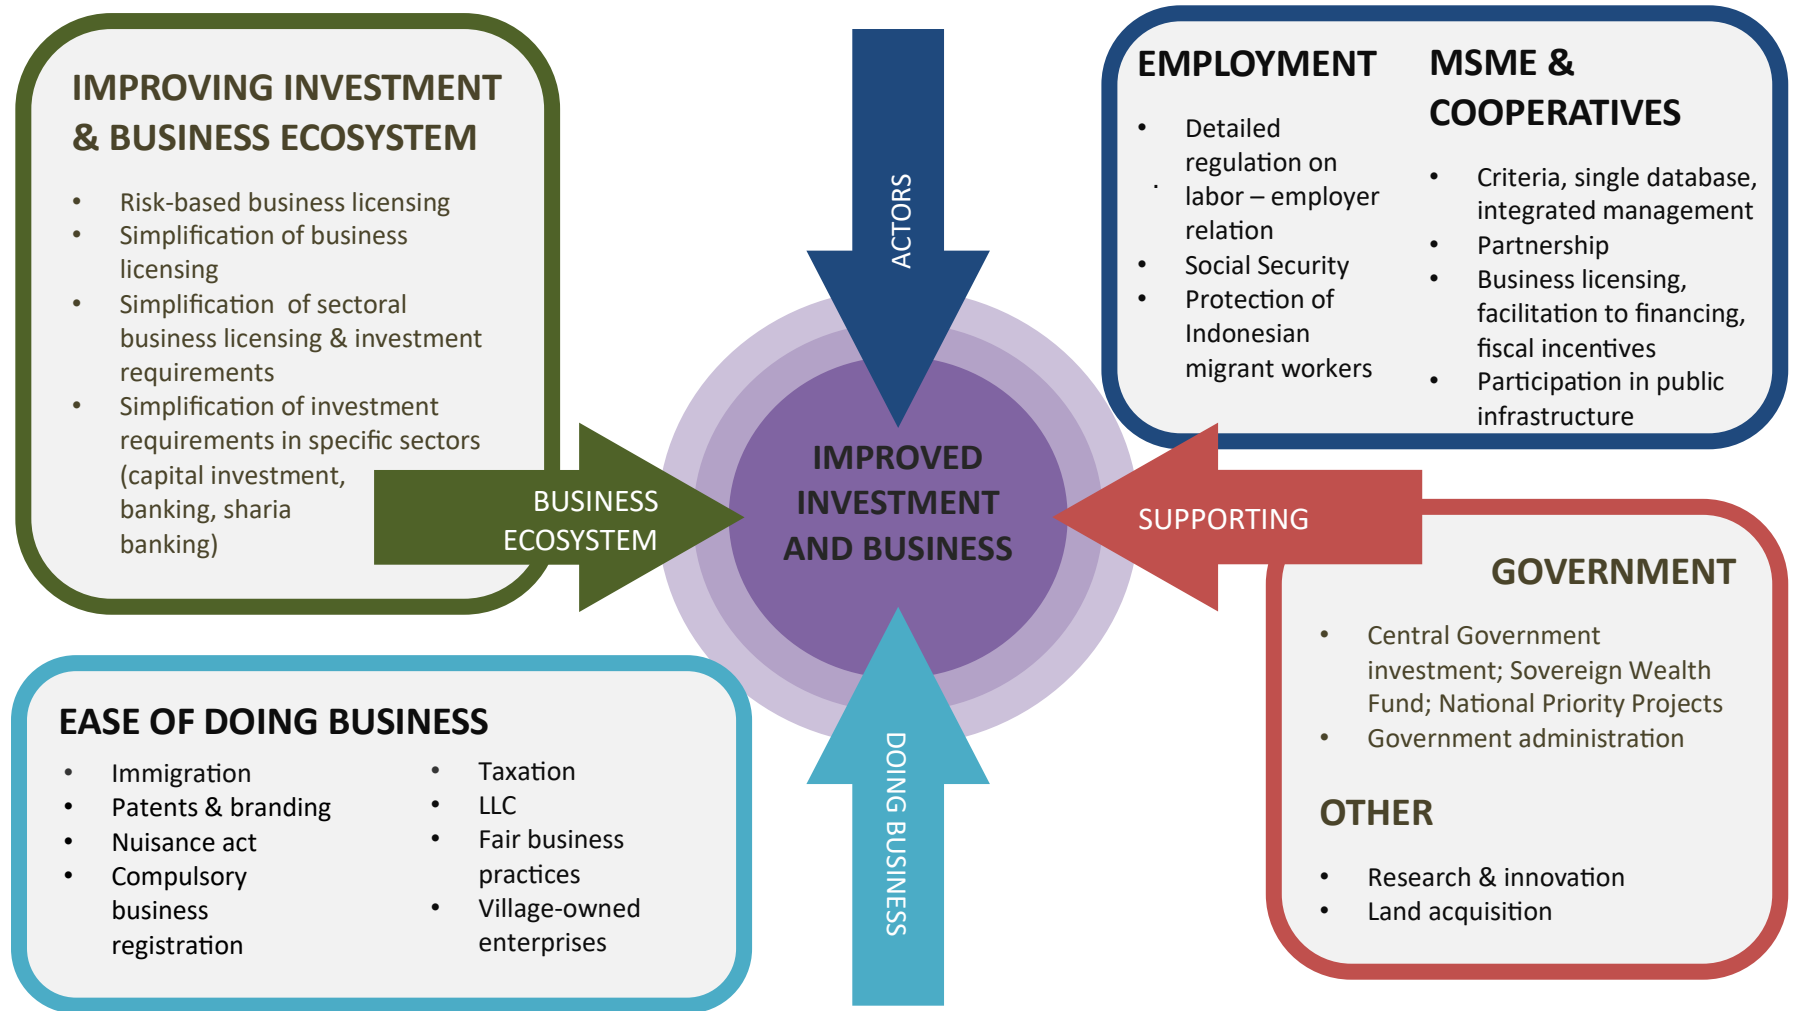 IMPROVING INVESTMENT
& BUSINESS ECOSYSTEM
• Risk-based business licensing
• Simplification of business
licensing
• Simplification of sectoral
business licensing & investment
requirements
• Simplification of investment
requirements in specific sectors
(capital investment,
banking, sharia
banking)
BUSINESS
ECOSYSTEM
ACTORS
EMPLOYMENT
• Detailed
regulation on
labor – employer
relation
• Social Security
• Protection of
Indonesian
migrant workers
MSME &
COOPERATIVES
• Criteria, single database,
integrated management
• Partnership
• Business licensing,
facilitation to financing,
fiscal incentives
• Participation in public
infrastructure
IMPROVED
INVESTMENT
AND BUSINESS
SUPPORTING
GOVERNMENT
• Central Government
investment; Sovereign Wealth
Fund; National Priority Projects
• Government administration
OTHER
• Research & innovation
• Land acquisition
EASE OF DOING BUSINESS
• Immigration
• Patents & branding
• Nuisance act
• Compulsory
business
registration
• Taxation
• LLC
• Fair business
practices
• Village-owned
enterprises
DOING BUSINESS